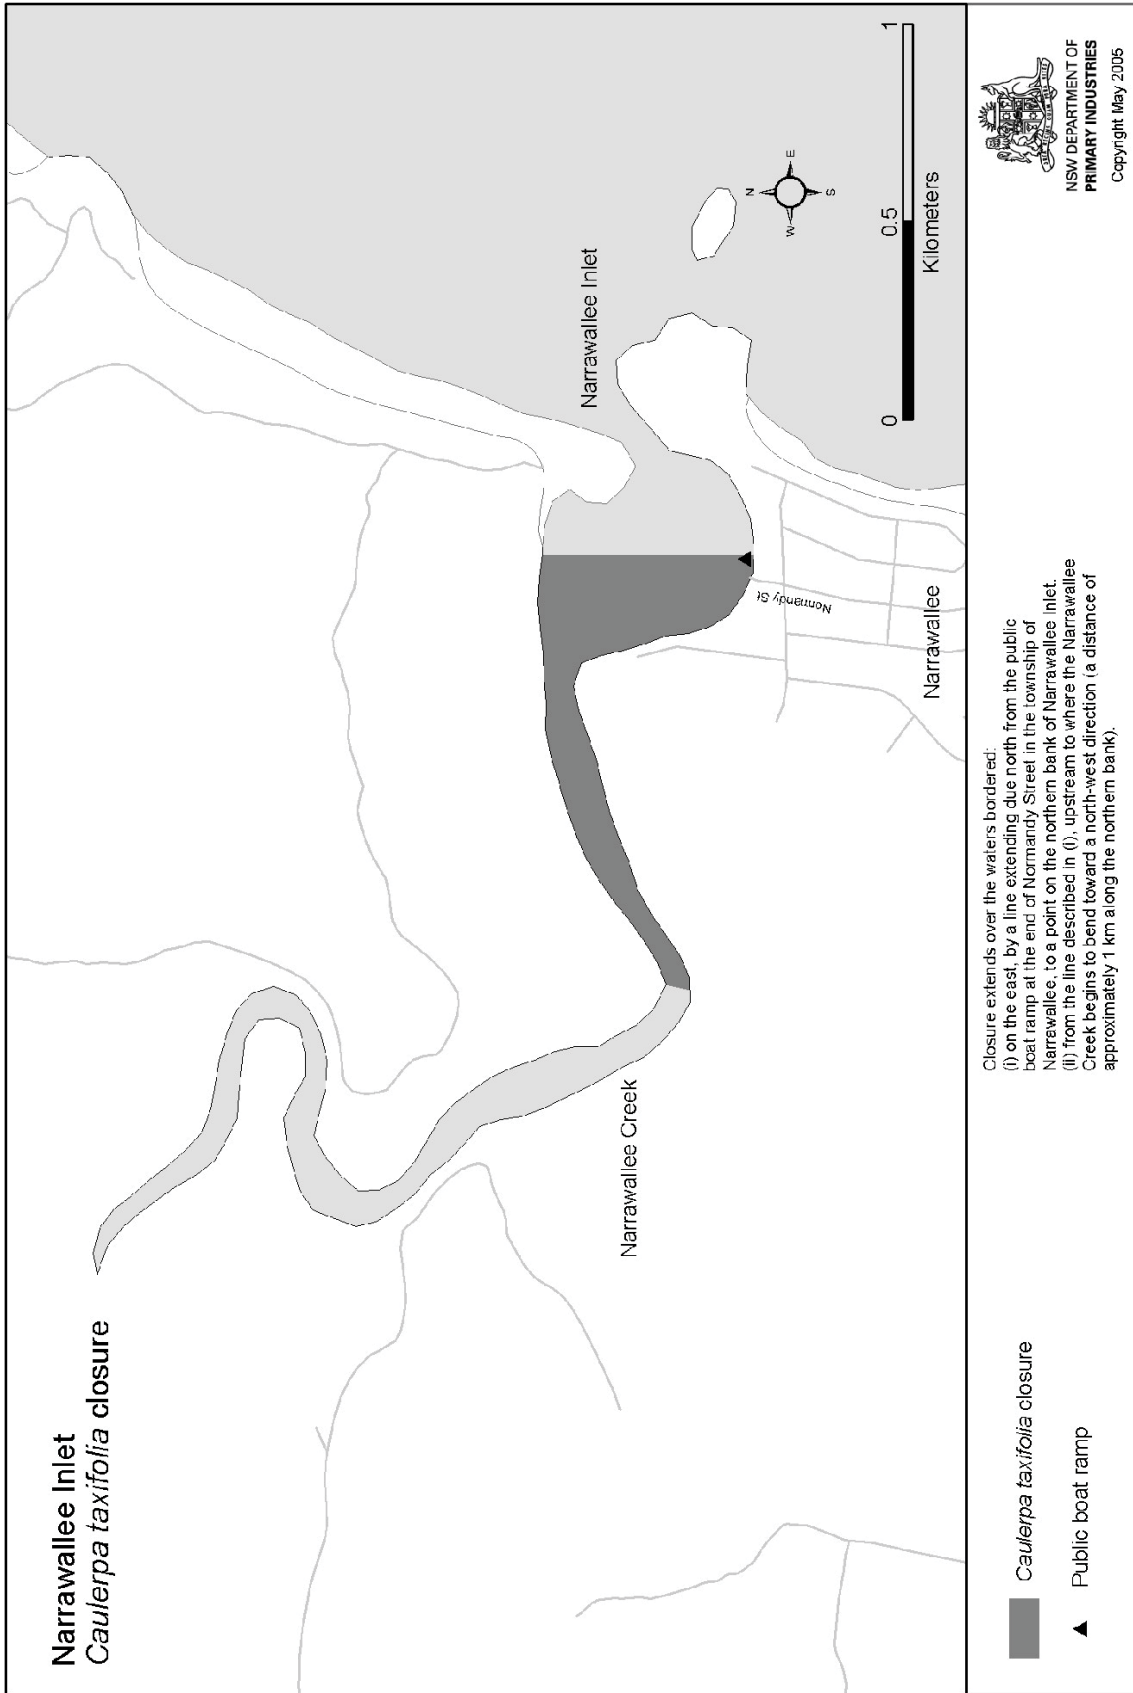 Narrawallee Inlet
Caulerpa taxifolia closure
Narrawallee Inlet
N
W
E
S
Narrawallee Creek
Normandy St
Narrawallee
0
0.5
1
Kilometers
Caulerpa taxifolia closure
Public boat ramp
Closure extends over the waters bordered:
(i) on the east, by a line extending due north from the public
boat ramp at the end of Normandy Street in the township of
Narrawallee, to a point on the northern bank of Narrawallee Inlet.
(ii) from the line described in (i), upstream to where the Narrawallee
Creek begins to bend toward a north-west direction (a distance of
approximately 1 km along the northern bank).
NSW DEPARTMENT OF
PRIMARY INDUSTRIES
Copyright May 2005